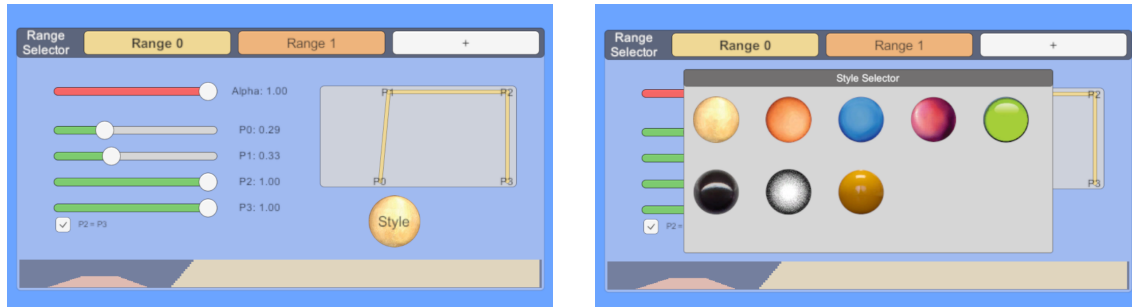 Range Selector
Range 0
Range 1
+
Alpha: 1.00
P0: 0.29
P1: 0.33
P2: 1.00
P3: 1.00
P2 = P3
P1
P2
P0
P3
Style
Range Selector
Range 0
Range 1
+
Style Selector
P2
P3
P2 =